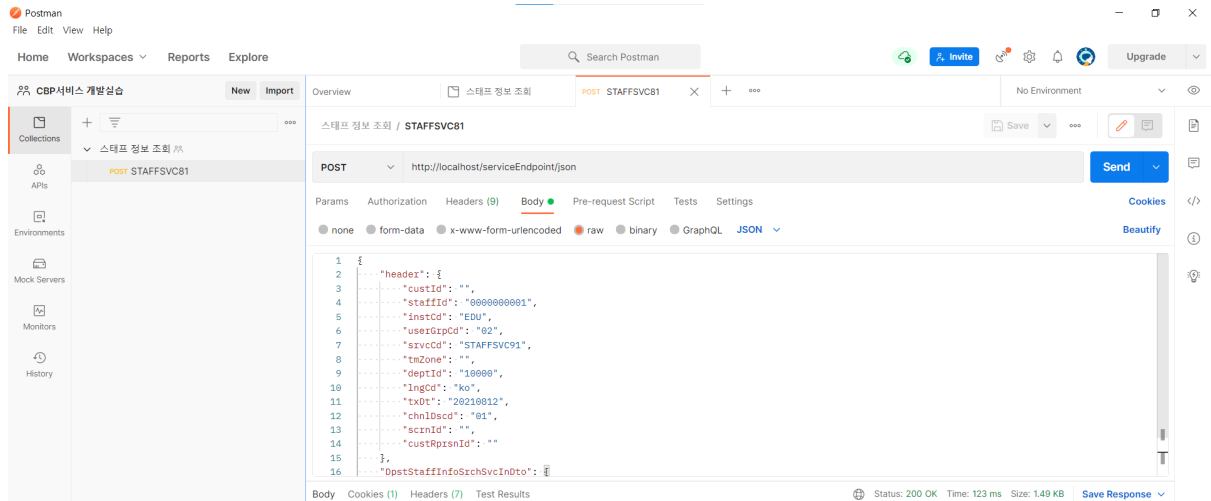 Postman
File Edit View Help
Home Workspaces Reports Explore Search Postman Invite Upgrade
CBP서비스 개발실습 New Import Overview 스태프 정보 조회 POST STAFFSVC81 No Environment
Collections
스태프 정보 조회
POST STAFFSVC81
APIs
Environments
Mock Servers
Monitors
History
스태프 정보 조회 / STAFFSVC81 Save
POST http://localhost/serviceEndpoint/json Send
Params Authorization Headers (9) Body Pre-request Script Tests Settings Cookies
none form-data x-www-form-urlencoded raw binary GraphQL JSON Beautify
1 {
2 "header": {
3 "custId": "",
4 "staffId": "0000000001",
5 "instCd": "EDU",
6 "userGrpCd": "02",
7 "srvcCd": "STAFFSVC91",
8 "tmZone": "",
9 "deptId": "10000",
10 "lngCd": "ko",
11 "txDt": "20210812",
12 "chnlDscd": "01",
13 "scrnId": "",
14 "custRprsnId": ""
15 },
16 "DpstStaffInfoSrchSvcInDto": {
Body Cookies (1) Headers (7) Test Results Status: 200 OK Time: 123 ms Size: 1.49 KB Save Response